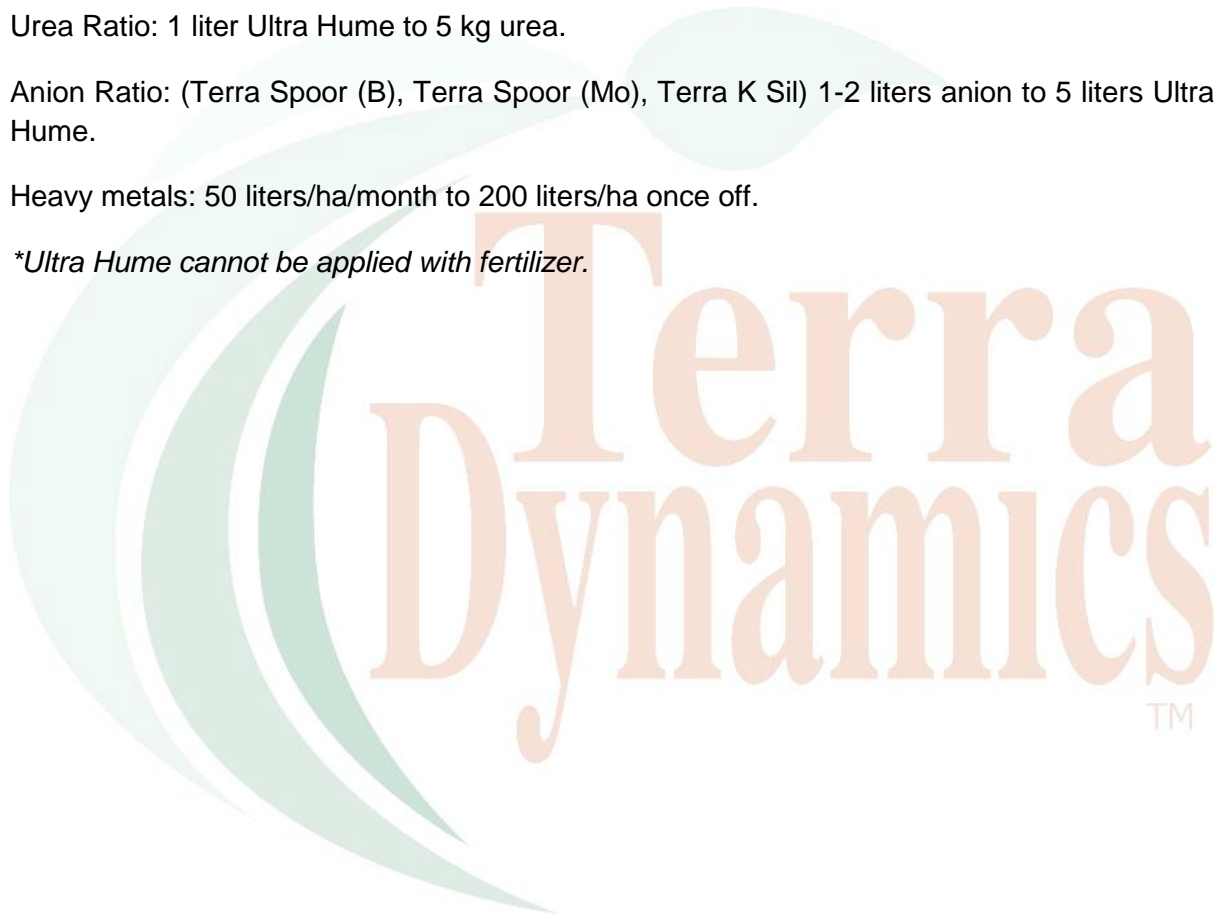 Urea Ratio: 1 liter Ultra Hume to 5 kg urea.
Anion Ratio: (Terra Spoor (B), Terra Spoor (Mo), Terra K Sil) 1-2 liters anion to 5 liters Ultra
Hume.
Heavy metals: 50 liters/ha/month to 200 liters/ha once off.
*Ultra Hume cannot be applied with fertilizer.
Terra
Dynamics
TM